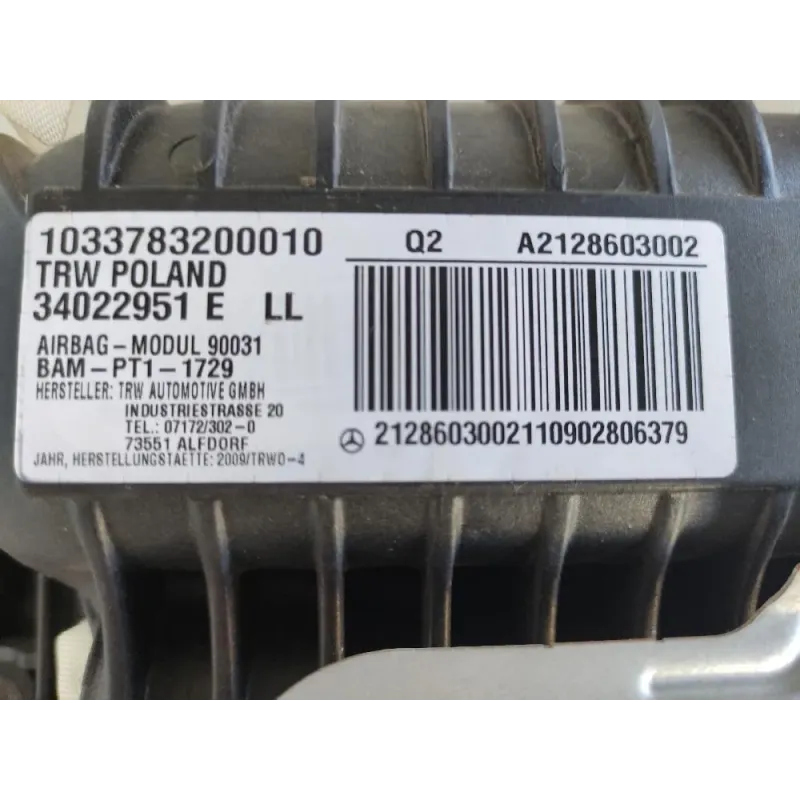 1033783200010 Q2 A2128603002
TRW POLAND
34022951 E LL
AIRBAG-MODUL 90031
BAM-PT1-1729
HERSTELLER: TRW AUTOMOTIVE GMBH
INDUSTRIESTRASSE 20
TEL.: 07172/302-0
73551 ALFDORF
JAHR, HERSTELLUNGSTAETTE: 2009/TRWO-4
2128603002110902806379